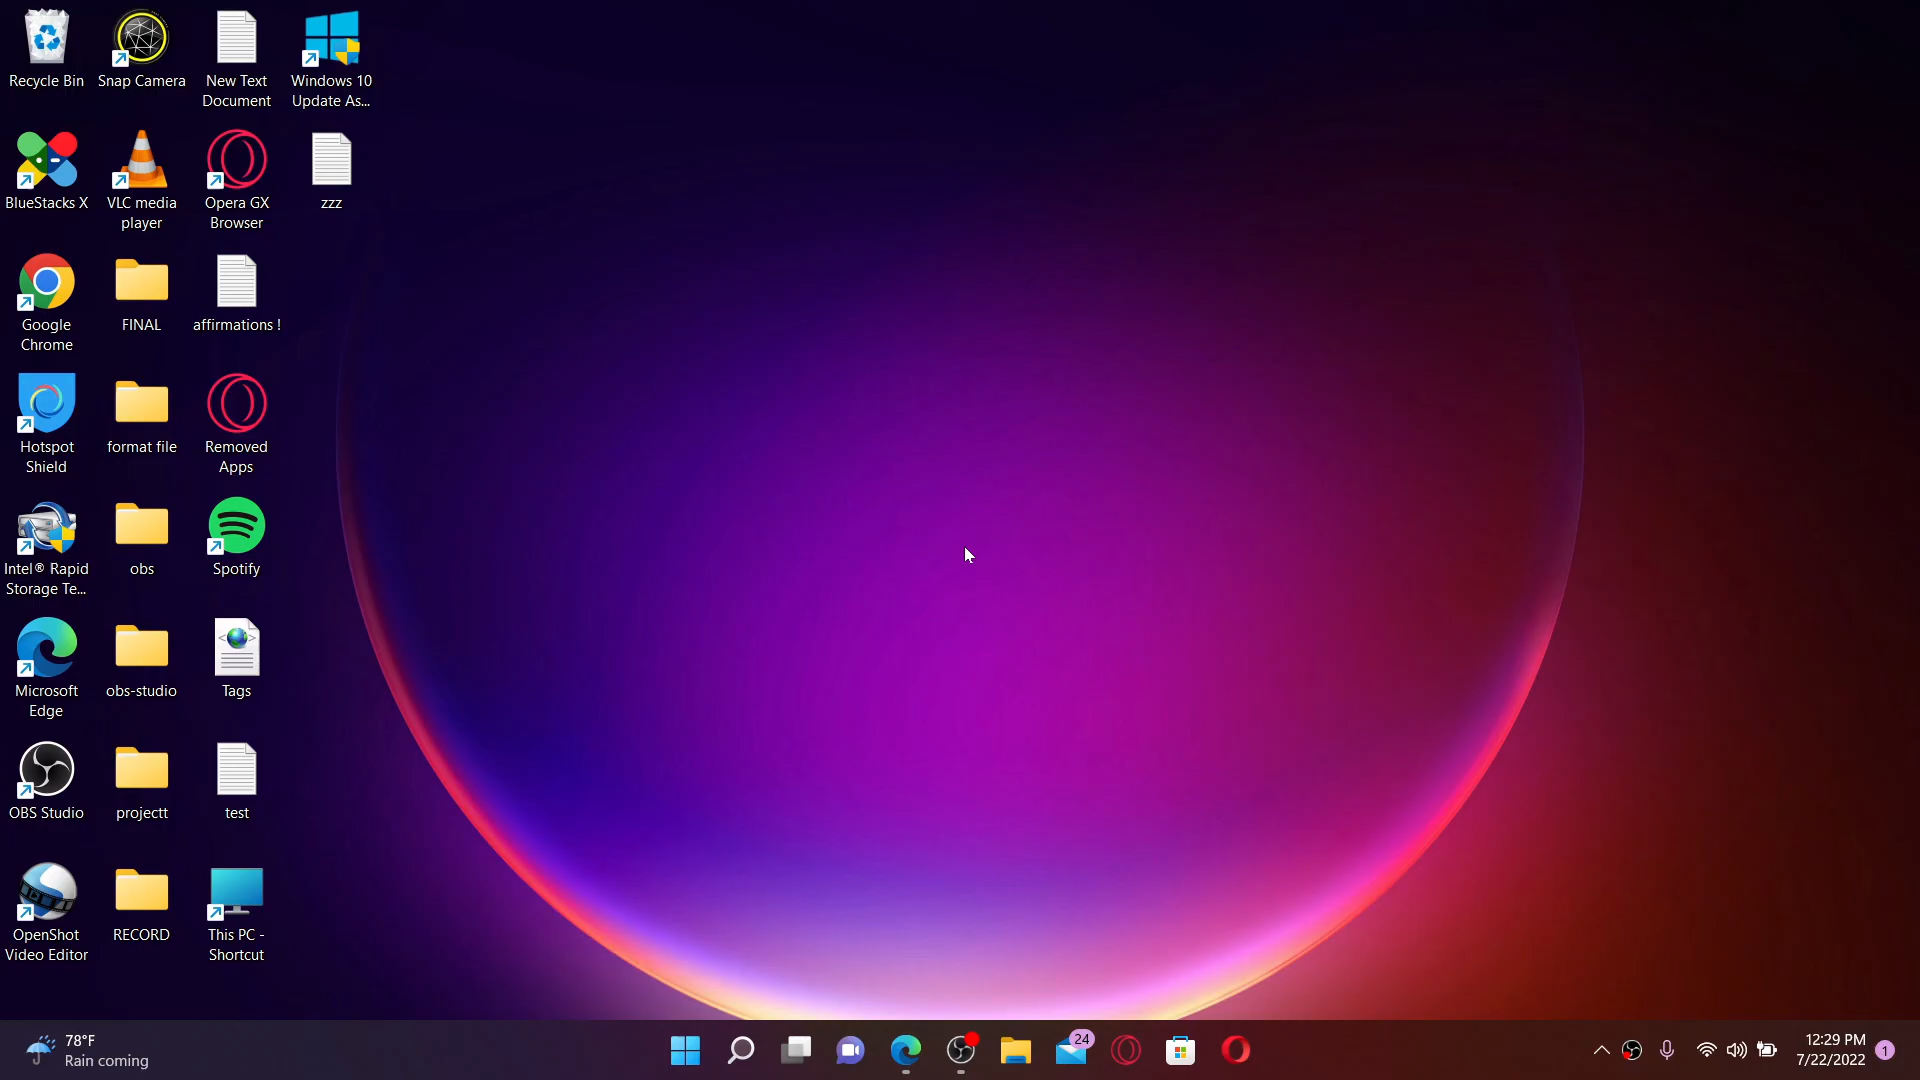 Recycle Bin
Snap Camera
New Text
Document
Windows 10
Update As...
BlueStacks X
VLC media
player
Opera GX
Browser
zzz
Google
Chrome
FINAL
affirmations !
Hotspot
Shield
format file
Removed
Apps
Intel® Rapid
Storage Te...
obs
Spotify
Microsoft
Edge
obs-studio
Tags
OBS Studio
projectt
test
OpenShot
Video Editor
RECORD
This PC -
Shortcut
78°F
Rain coming
24
12:29 PM
7/22/2022
1